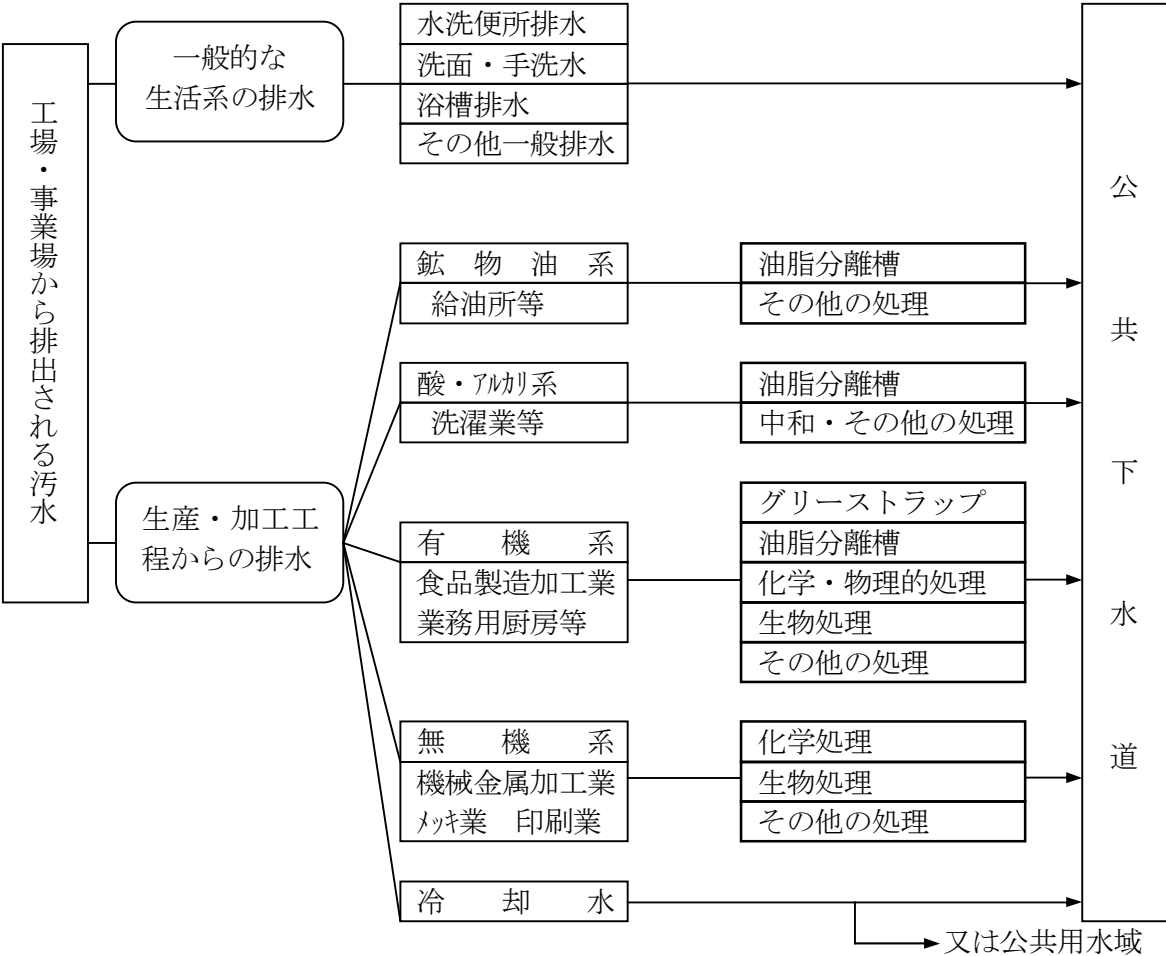 工場・事業場から排出される汚水
一般的な
生活系の排水
水洗便所排水
洗面・手洗水
浴槽排水
その他一般排水
生産・加工工
程からの排水
鉱物油系
給油所等
油脂分離槽
その他の処理
酸・ｱﾙｶﾘ系
洗濯業等
油脂分離槽
中和・その他の処理
有機系
食品製造加工業
業務用厨房等
グリーストラップ
油脂分離槽
化学・物理的処理
生物処理
その他の処理
無機系
機械金属加工業
ﾒｯｷ業　印刷業
化学処理
生物処理
その他の処理
冷却水
又は公共用水域
公共下水道